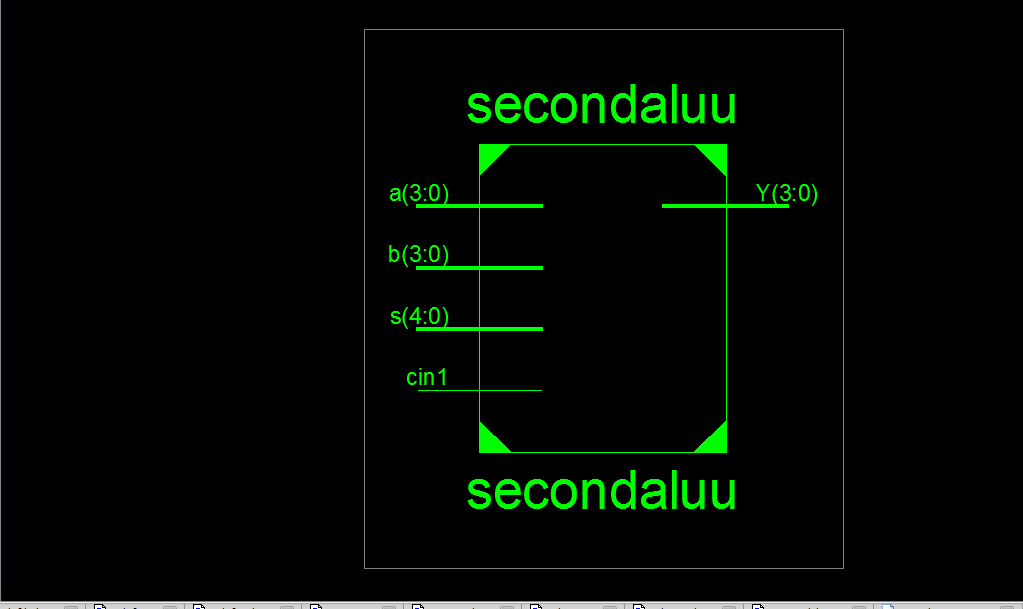 secondaluu
a(3:0)
Y(3:0)
b(3:0)
s(4:0)
cin1
secondaluu